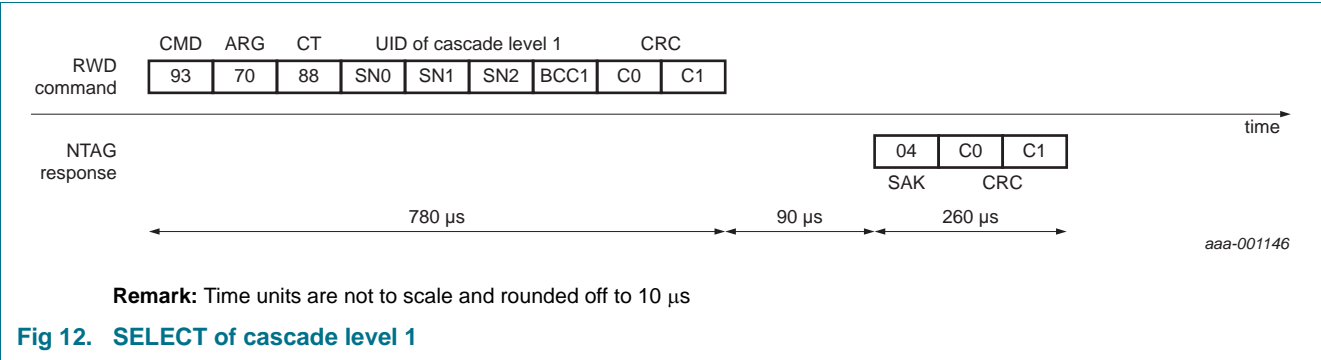 CMD ARG CT UID of cascade level 1 CRC
RWD
command
93 70 88 SN0 SN1 SN2 BCC1 C0 C1
time
NTAG
response
04 C0 C1
SAK CRC
780 µs 90 µs 260 µs
aaa-001146
Remark: Time units are not to scale and rounded off to 10 µs
Fig 12. SELECT of cascade level 1